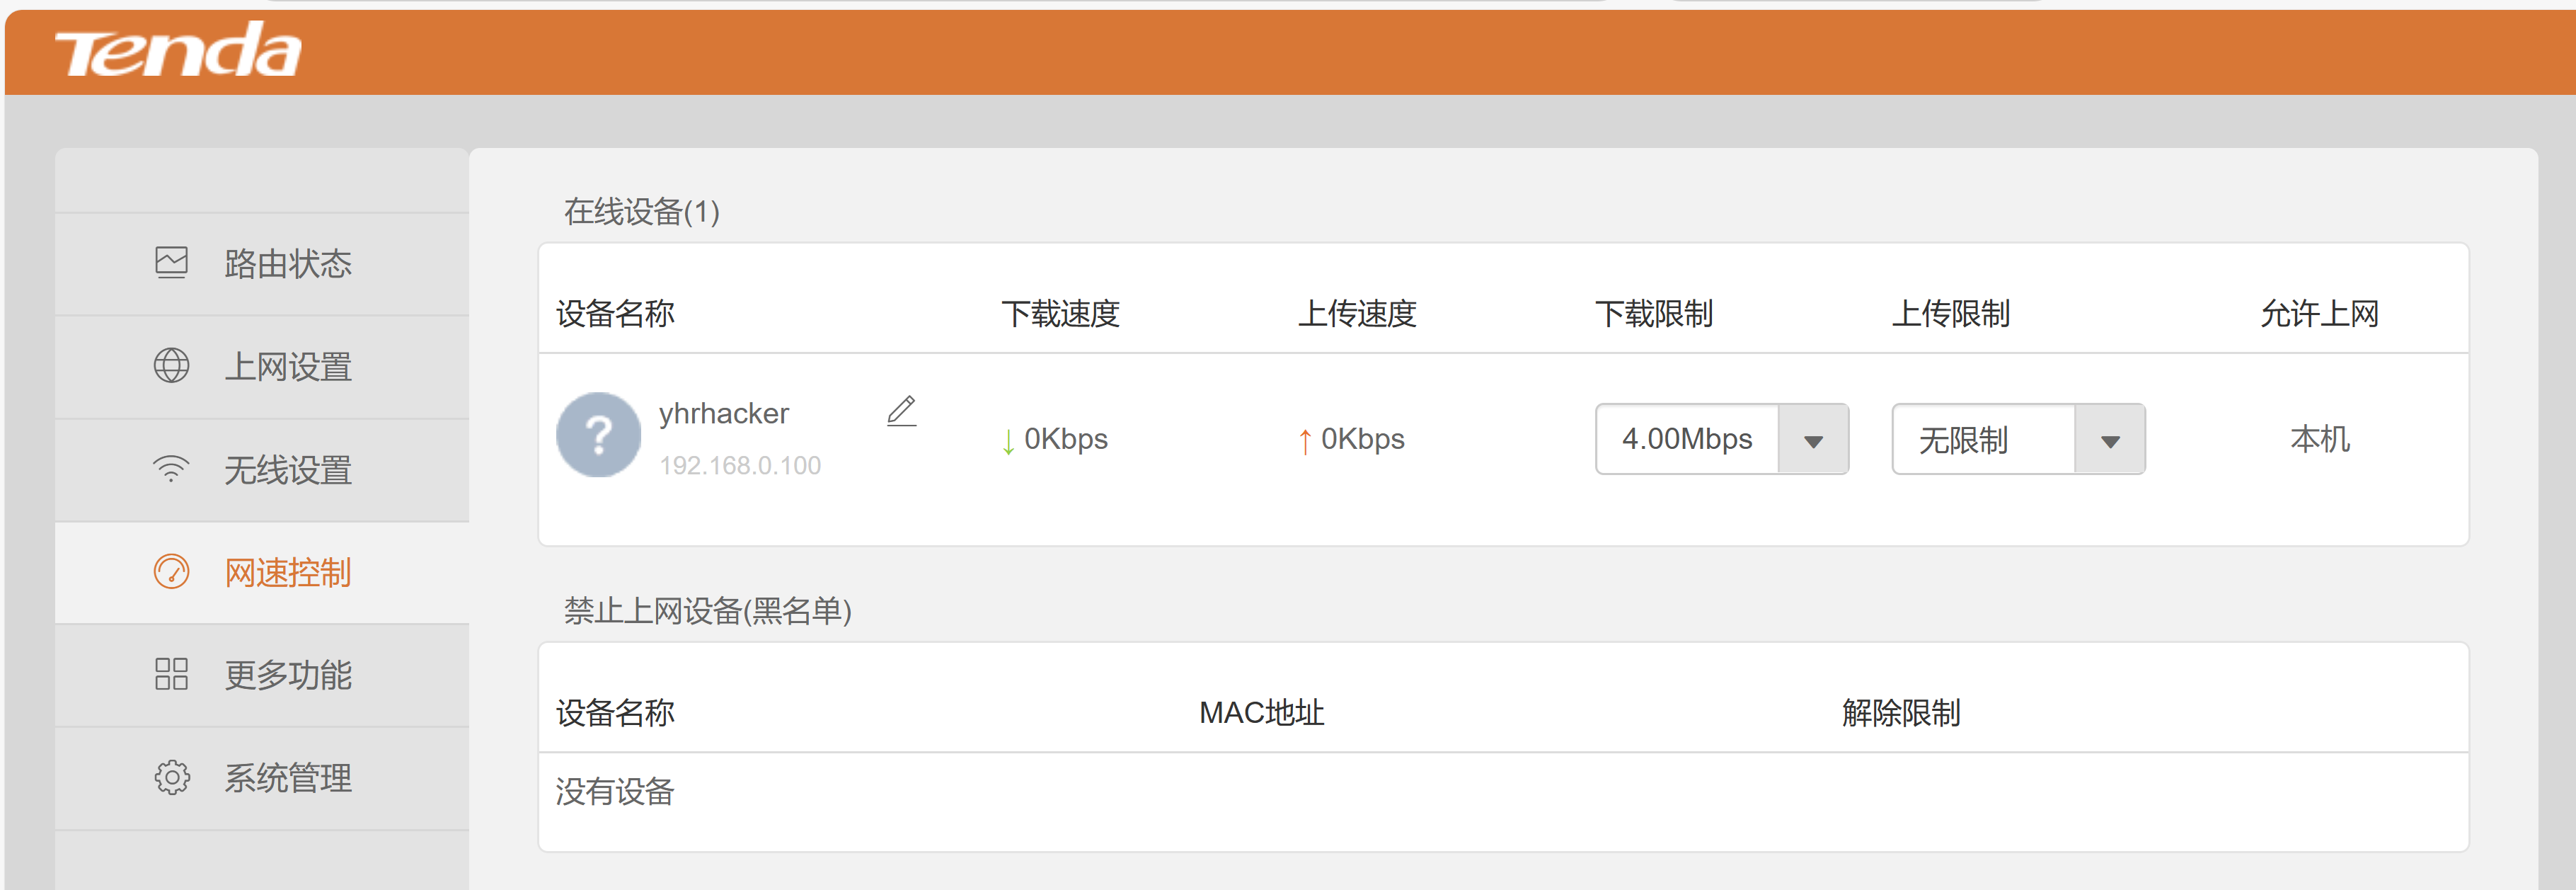 Tenda
路由状态
上网设置
无线设置
网速控制
更多功能
系统管理
在线设备(1)
设备名称 下载速度 上传速度 下载限制 上传限制 允许上网
yhrhacker
192.168.0.100
↓ 0Kbps ↑ 0Kbps 4.00Mbps 无限制 本机
禁止上网设备(黑名单)
设备名称 MAC地址 解除限制
没有设备